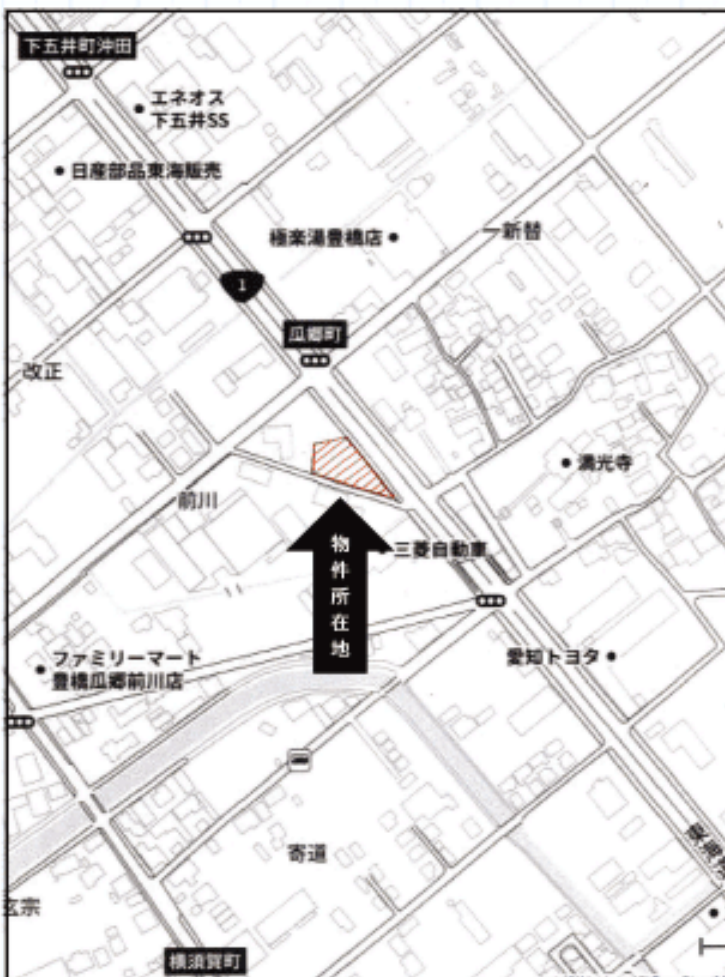 下五井町沖田
エネオス
下五井SS
日産部品東海販売
極楽湯豊橋店
新替
1
瓜郷町
改正
満光寺
前川
三菱自動車
物件所在地
ファミリーマート
豊橋瓜郷前川店
愛知トヨタ
寄道
玄宗
横須賀町